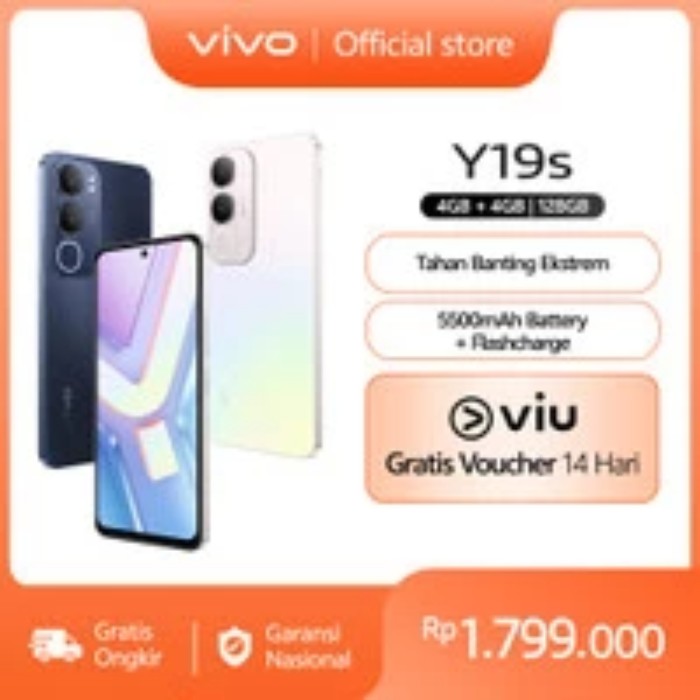 vivo | Official store
Y19s
4GB + 4GB | 128GB
Tahan Banting Ekstrem
5500mAh Battery
+ Flashcharge
viu
Gratis Voucher 14 Hari
Gratis
Ongkir
Garansi
Nasional
Rp1.799.000